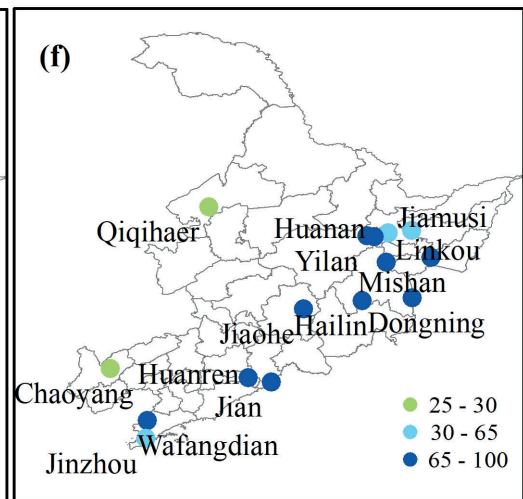 (f)
Qiqihaer
Huanan
Jiamusi
Yilan
Linkou
Mishan
Jiaohe
Hailin
Dongning
Chaoyang
Huanren
Jian
Wafangdian
Jinzhou
25 - 30
30 - 65
65 - 100